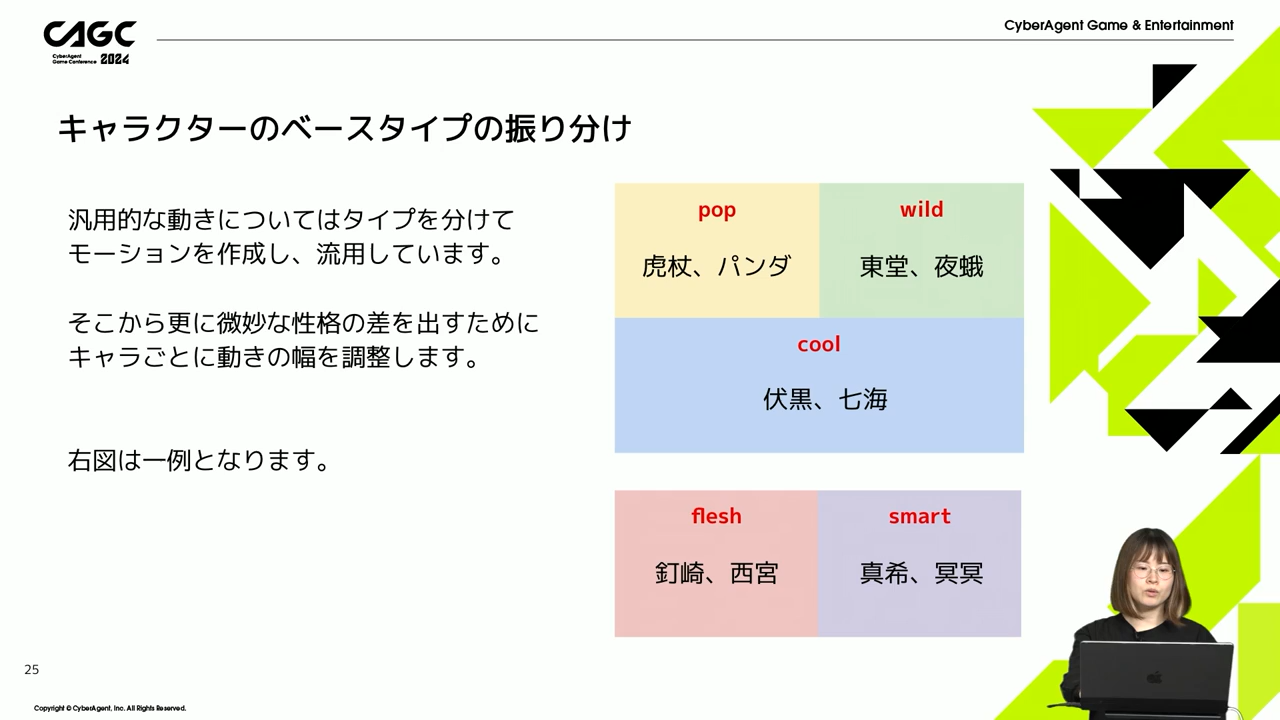 CAGC
CyberAgent
Game Conference 2024
CyberAgent Game & Entertainment
キャラクターのベースタイプの振り分け
汎用的な動きについてはタイプを分けて
モーションを作成し、流用しています。
そこから更に微妙な性格の差を出すために
キャラごとに動きの幅を調整します。
右図は一例となります。
pop
虎杖、パンダ
wild
東堂、夜蛾
cool
伏黒、七海
flesh
釘崎、西宮
smart
真希、冥冥
25
Copyright © CyberAgent, Inc. All Rights Reserved.